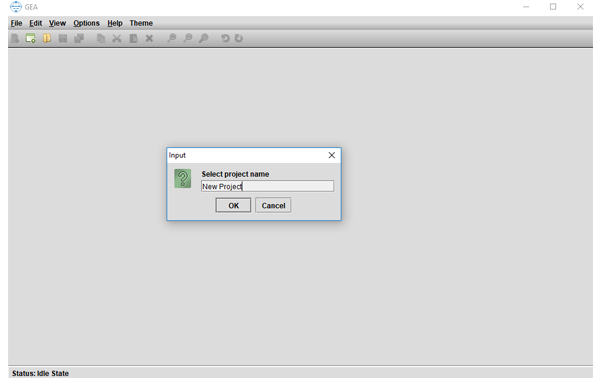 GEA
File Edit View Options Help Theme
Input
Select project name
New Project
OK Cancel
Status: Idle State